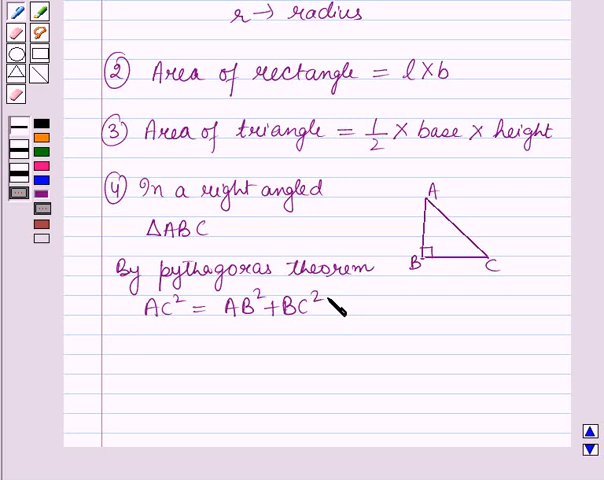 r → radius
② Area of rectangle = l × b
③ Area of triangle = 1/2 × base × height
④ In a right angled
A
△ABC
B C
By pythagoras theorem
AC² = AB² + BC²